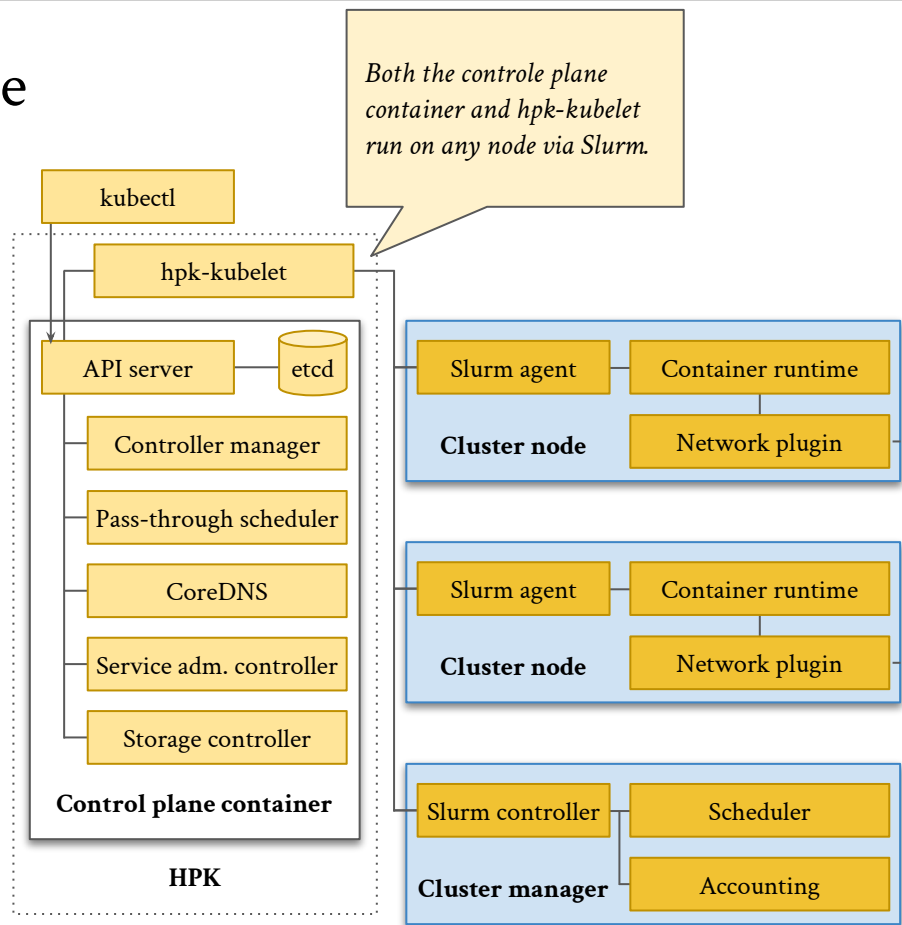 e
Both the controle plane
container and hpk-kubelet
run on any node via Slurm.
kubectl
hpk-kubelet
API server
etcd
Controller manager
Pass-through scheduler
CoreDNS
Service adm. controller
Storage controller
Control plane container
HPK
Slurm agent
Container runtime
Cluster node
Network plugin
Slurm agent
Container runtime
Cluster node
Network plugin
Slurm controller
Scheduler
Cluster manager
Accounting